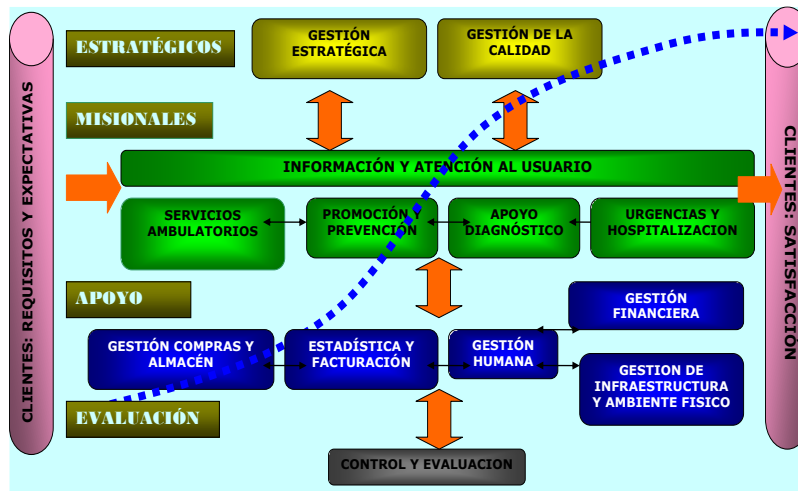 CLIENTES: REQUISITOS Y EXPECTATIVAS
ESTRATÉGICOS
GESTIÓN
ESTRATÉGICA
GESTIÓN DE LA
CALIDAD
MISIONALES
INFORMACIÓN Y ATENCIÓN AL USUARIO
SERVICIOS
AMBULATORIOS
PROMOCIÓN Y
PREVENCIÓN
APOYO
DIAGNÓSTICO
URGENCIAS Y
HOSPITALIZACION
APOYO
GESTIÓN
FINANCIERA
GESTIÓN COMPRAS Y
ALMACÉN
ESTADÍSTICA Y
FACTURACIÓN
GESTIÓN
HUMANA
GESTION DE
INFRAESTRUCTURA
Y AMBIENTE FISICO
EVALUACIÓN
CONTROL Y EVALUACION
CLIENTES: SATISFACCIÓN